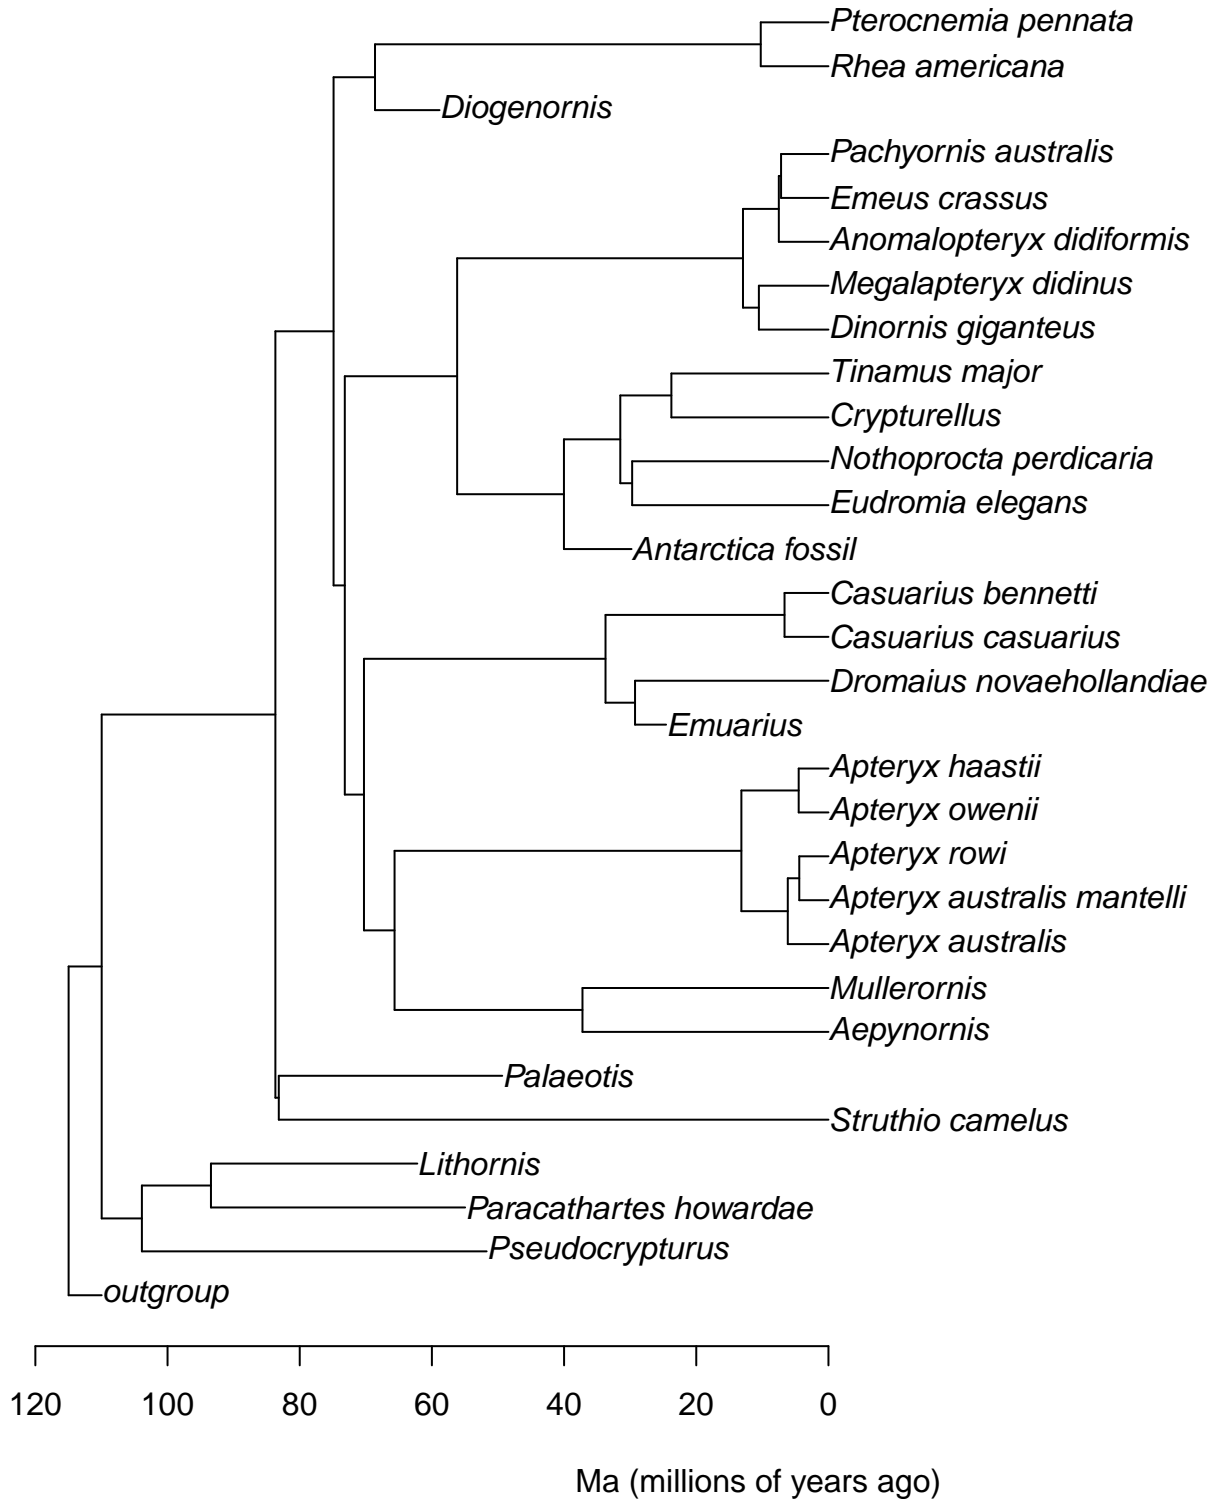 Pterocnemia pennata
Rhea americana
Diogenornis
Pachyornis australis
Emeus crassus
Anomalopteryx didiformis
Megalapteryx didinus
Dinornis giganteus
Tinamus major
Crypturellus
Nothoprocta perdicaria
Eudromia elegans
Antarctica fossil
Casuarius bennetti
Casuarius casuarius
Dromaius novaehollandiae
Emuarius
Apteryx haastii
Apteryx owenii
Apteryx rowi
Apteryx australis mantelli
Apteryx australis
Mullerornis
Aepynornis
Palaeotis
Struthio camelus
Lithornis
Paracathartes howardae
Pseudocrypturus
outgroup
120 100 80 60 40 20 0
Ma (millions of years ago)